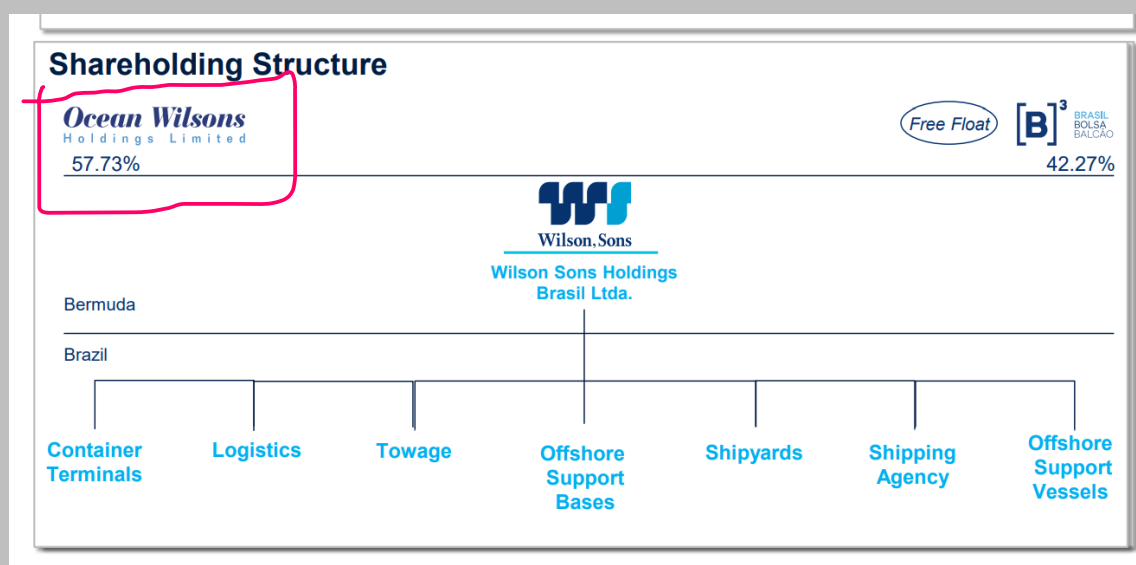 Shareholding Structure
Ocean Wilsons
Holdings Limited
57.73%
Free Float
[B]³ BRASIL
BOLSA
BALCÃO
42.27%
Wilson, Sons
Wilson Sons Holdings
Brasil Ltda.
Bermuda
Brazil
Container
Terminals
Logistics
Towage
Offshore
Support
Bases
Shipyards
Shipping
Agency
Offshore
Support
Vessels